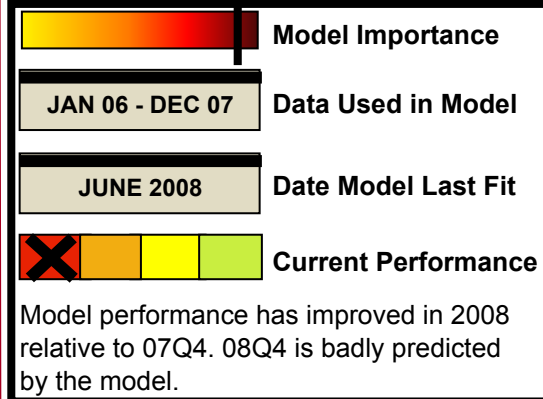 Model Importance
JAN 06 - DEC 07 Data Used in Model
JUNE 2008 Date Model Last Fit
Current Performance
Model performance has improved in 2008
relative to 07Q4. 08Q4 is badly predicted
by the model.